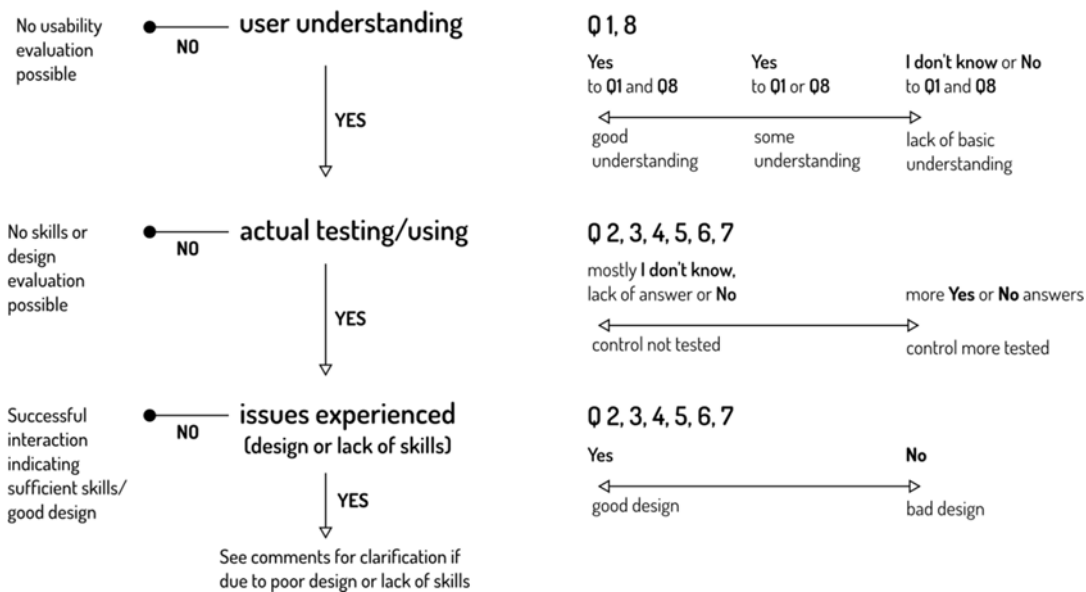 No usability
evaluation
possible
NO
user understanding
YES
Q 1, 8
Yes
to Q1 and Q8
Yes
to Q1 or Q8
I don't know or No
to Q1 and Q8
good
understanding
some
understanding
lack of basic
understanding
No skills or
design
evaluation
possible
NO
actual testing/using
YES
Q 2, 3, 4, 5, 6, 7
mostly I don't know,
lack of answer or No
more Yes or No answers
control not tested
control more tested
Successful
interaction
indicating
sufficient skills/
good design
NO
issues experienced
(design or lack of skills)
YES
See comments for clarification if
due to poor design or lack of skills
Q 2, 3, 4, 5, 6, 7
Yes
No
good design
bad design